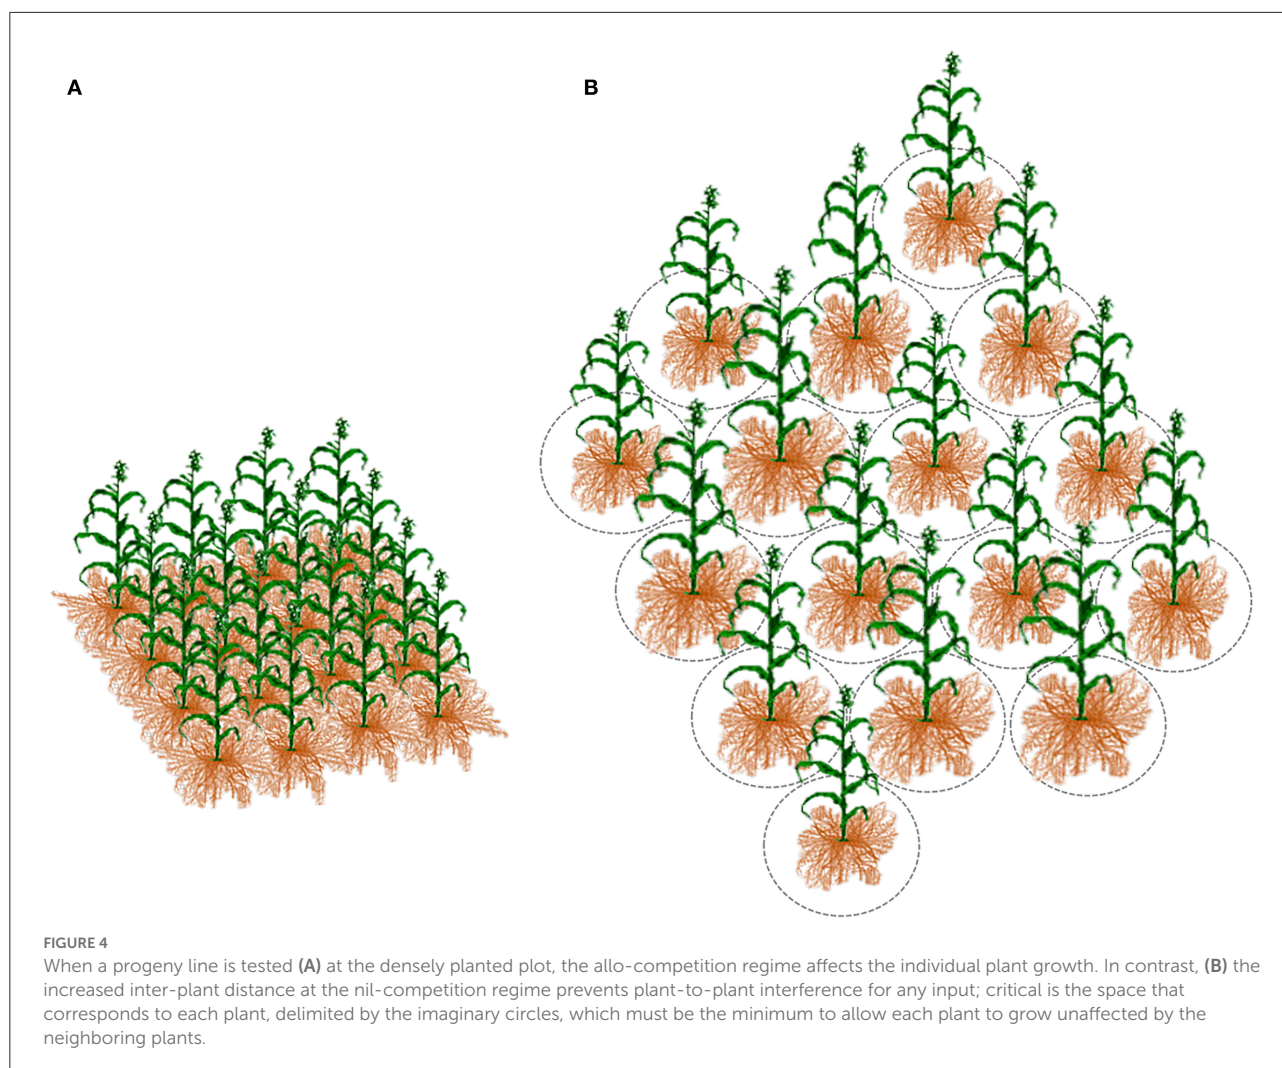 A
B
FIGURE 4
When a progeny line is tested (A) at the densely planted plot, the allo-competition regime affects the individual plant growth. In contrast, (B) the
increased inter-plant distance at the nil-competition regime prevents plant-to-plant interference for any input; critical is the space that
corresponds to each plant, delimited by the imaginary circles, which must be the minimum to allow each plant to grow unaffected by the
neighboring plants.